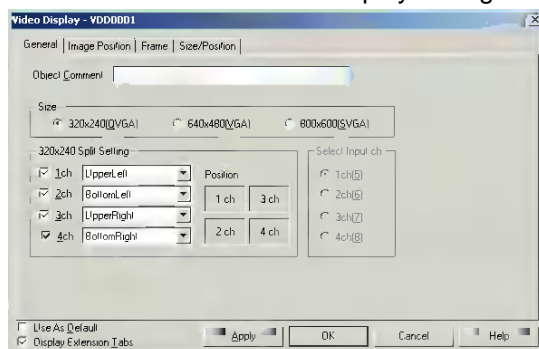 Video Display - VDD0001
General Image Position Frame Size/Position
Object Comment
Size
320x240(QVGA) 640x480(VGA) 800x600(SVGA)
320x240 Split Setting Select Input ch
1ch UpperLeft Position 1ch(5)
2ch BottomLeft 1 ch 3 ch 2ch(6)
3ch UpperRight 3ch(7)
4ch BottomRight 2 ch 4 ch 4ch(8)
Use As Default
Display Extension Tabs Apply OK Cancel Help